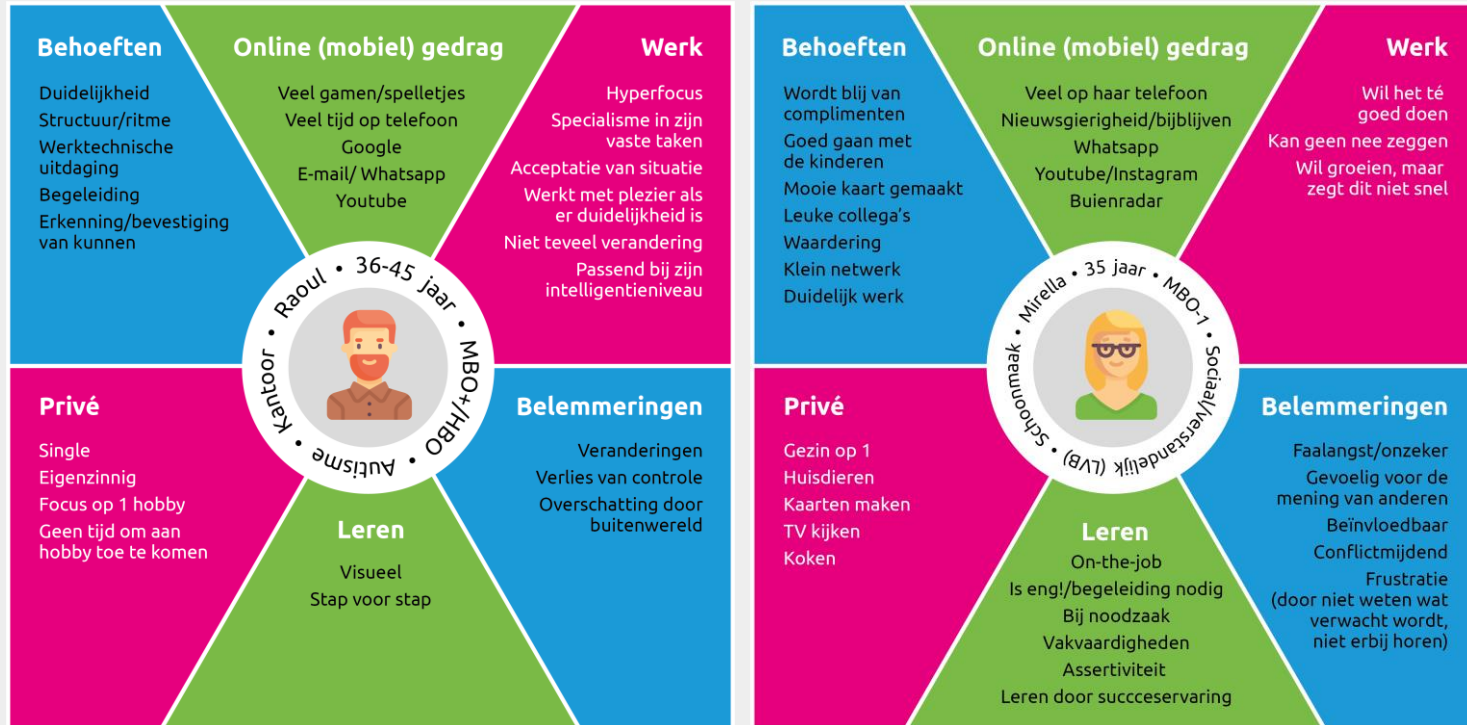 Behoeften
Duidelijkheid
Structuur/ritme
Werktechnische
uitdaging
Begeleiding
Erkenning/bevestiging
van kunnen
Online (mobiel) gedrag
Veel gamen/spelletjes
Veel tijd op telefoon
Google
E-mail/ Whatsapp
Youtube
Werk
Hyperfocus
Specialisme in zijn
vaste taken
Acceptatie van situatie
Werkt met plezier als
er duidelijkheid is
Niet teveel verandering
Passend bij zijn
intelligentieniveau
Raoul • 36-45 jaar • MBO+/HBO • Autisme • Kantoor •
Privé
Single
Eigenzinnig
Focus op 1 hobby
Geen tijd om aan
hobby toe te komen
Leren
Visueel
Stap voor stap
Belemmeringen
Veranderingen
Verlies van controle
Overschatting door
buitenwereld
Behoeften
Wordt blij van
complimenten
Goed gaan met
de kinderen
Mooie kaart gemaakt
Leuke collega's
Waardering
Klein netwerk
Duidelijk werk
Online (mobiel) gedrag
Veel op haar telefoon
Nieuwsgierigheid/bijblijven
Whatsapp
Youtube/Instagram
Buienradar
Werk
Wil het té
goed doen
Kan geen nee zeggen
Wil groeien, maar
zegt dit niet snel
Mirella • 35 jaar • MBO-1 • Sociaal/verstandelijk (LVB) • Schoonmaak •
Privé
Gezin op 1
Huisdieren
Kaarten maken
TV kijken
Koken
Leren
On-the-job
Is eng!/begeleiding nodig
Bij noodzaak
Vakvaardigheden
Assertiviteit
Leren door succceservaring
Belemmeringen
Faalangst/onzeker
Gevoelig voor de
mening van anderen
Beïnvloedbaar
Conflictmijdend
Frustratie
(door niet weten wat
verwacht wordt,
niet erbij horen)